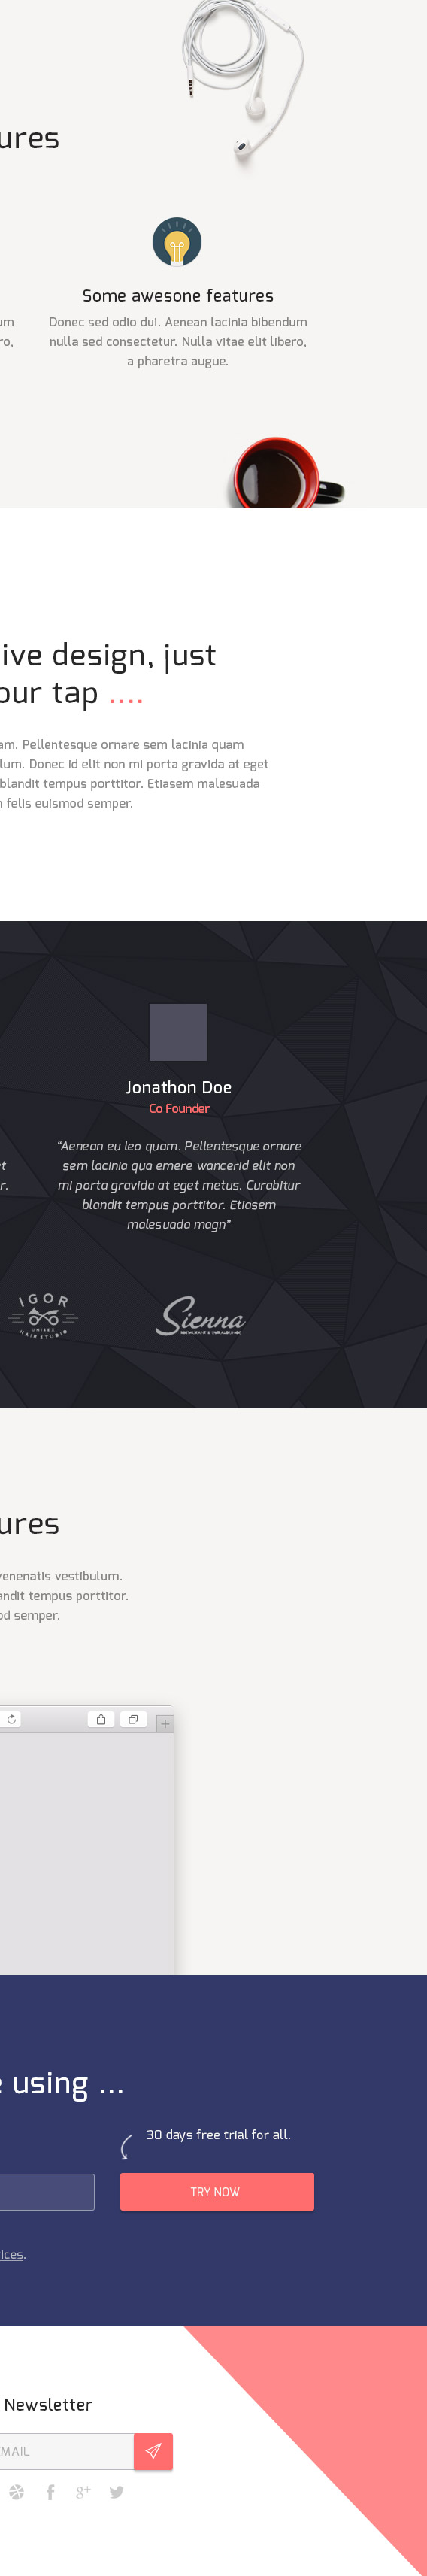 ures
Some awesone features
um
Donec sed odio dui. Aenean lacinia bibendum
ro,
nulla sed consectetur. Nulla vitae elit libero,
a pharetra augue.
ive design, just
our tap ....
am. Pellentesque ornare sem lacinia quam
lum. Donec id elit non mi porta gravida at eget
blandit tempus porttitor. Etiasem malesuada
felis euismod semper.
Jonathon Doe
Co Founder
“Aenean eu leo quam. Pellentesque ornare
et
sem lacinia qua emere wancerid elit non
r.
mi porta gravida at eget metus. Curabitur
blandit tempus porttitor. Etiasem
malesuada magn”
IGOR
UNISEX
HAIR STUDIO
Sienna
ures
venenatis vestibulum.
andit tempus porttitor.
od semper.
e using ...
30 days free trial for all.
TRY NOW
ices.
Newsletter
MAIL